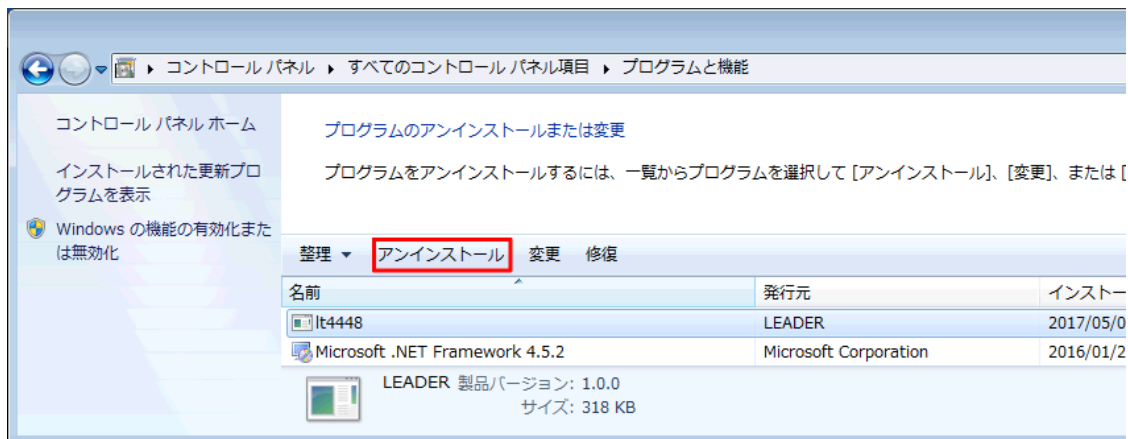 コントロール パネル ▸ すべてのコントロール パネル項目 ▸ プログラムと機能
コントロール パネル ホーム
インストールされた更新プロ
グラムを表示
Windows の機能の有効化また
は無効化
プログラムのアンインストールまたは変更
プログラムをアンインストールするには、一覧からプログラムを選択して [アンインストール]、[変更]、または [
整理 ▼ アンインストール 変更 修復
名前 発行元 インストー
lt4448 LEADER 2017/05/0
Microsoft .NET Framework 4.5.2 Microsoft Corporation 2016/01/2
LEADER 製品バージョン: 1.0.0
サイズ: 318 KB